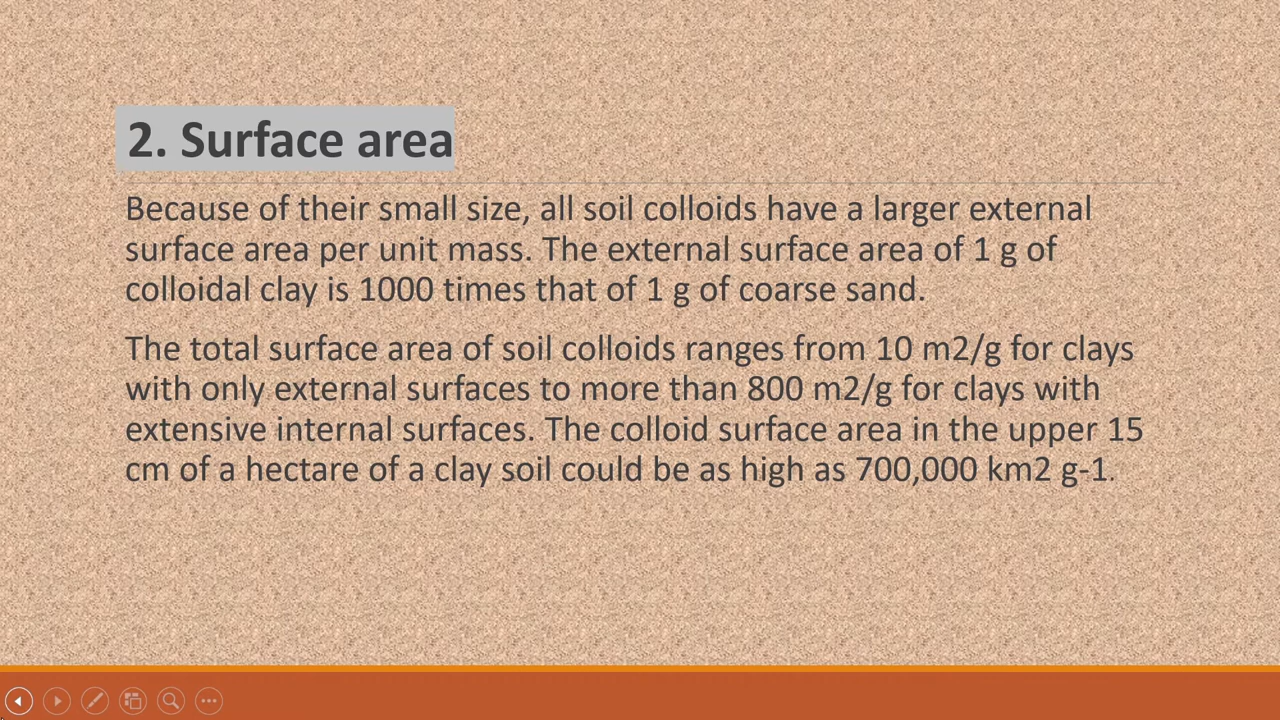 2. Surface area
Because of their small size, all soil colloids have a larger external
surface area per unit mass. The external surface area of 1 g of
colloidal clay is 1000 times that of 1 g of coarse sand.
The total surface area of soil colloids ranges from 10 m2/g for clays
with only external surfaces to more than 800 m2/g for clays with
extensive internal surfaces. The colloid surface area in the upper 15
cm of a hectare of a clay soil could be as high as 700,000 km2 g-1.